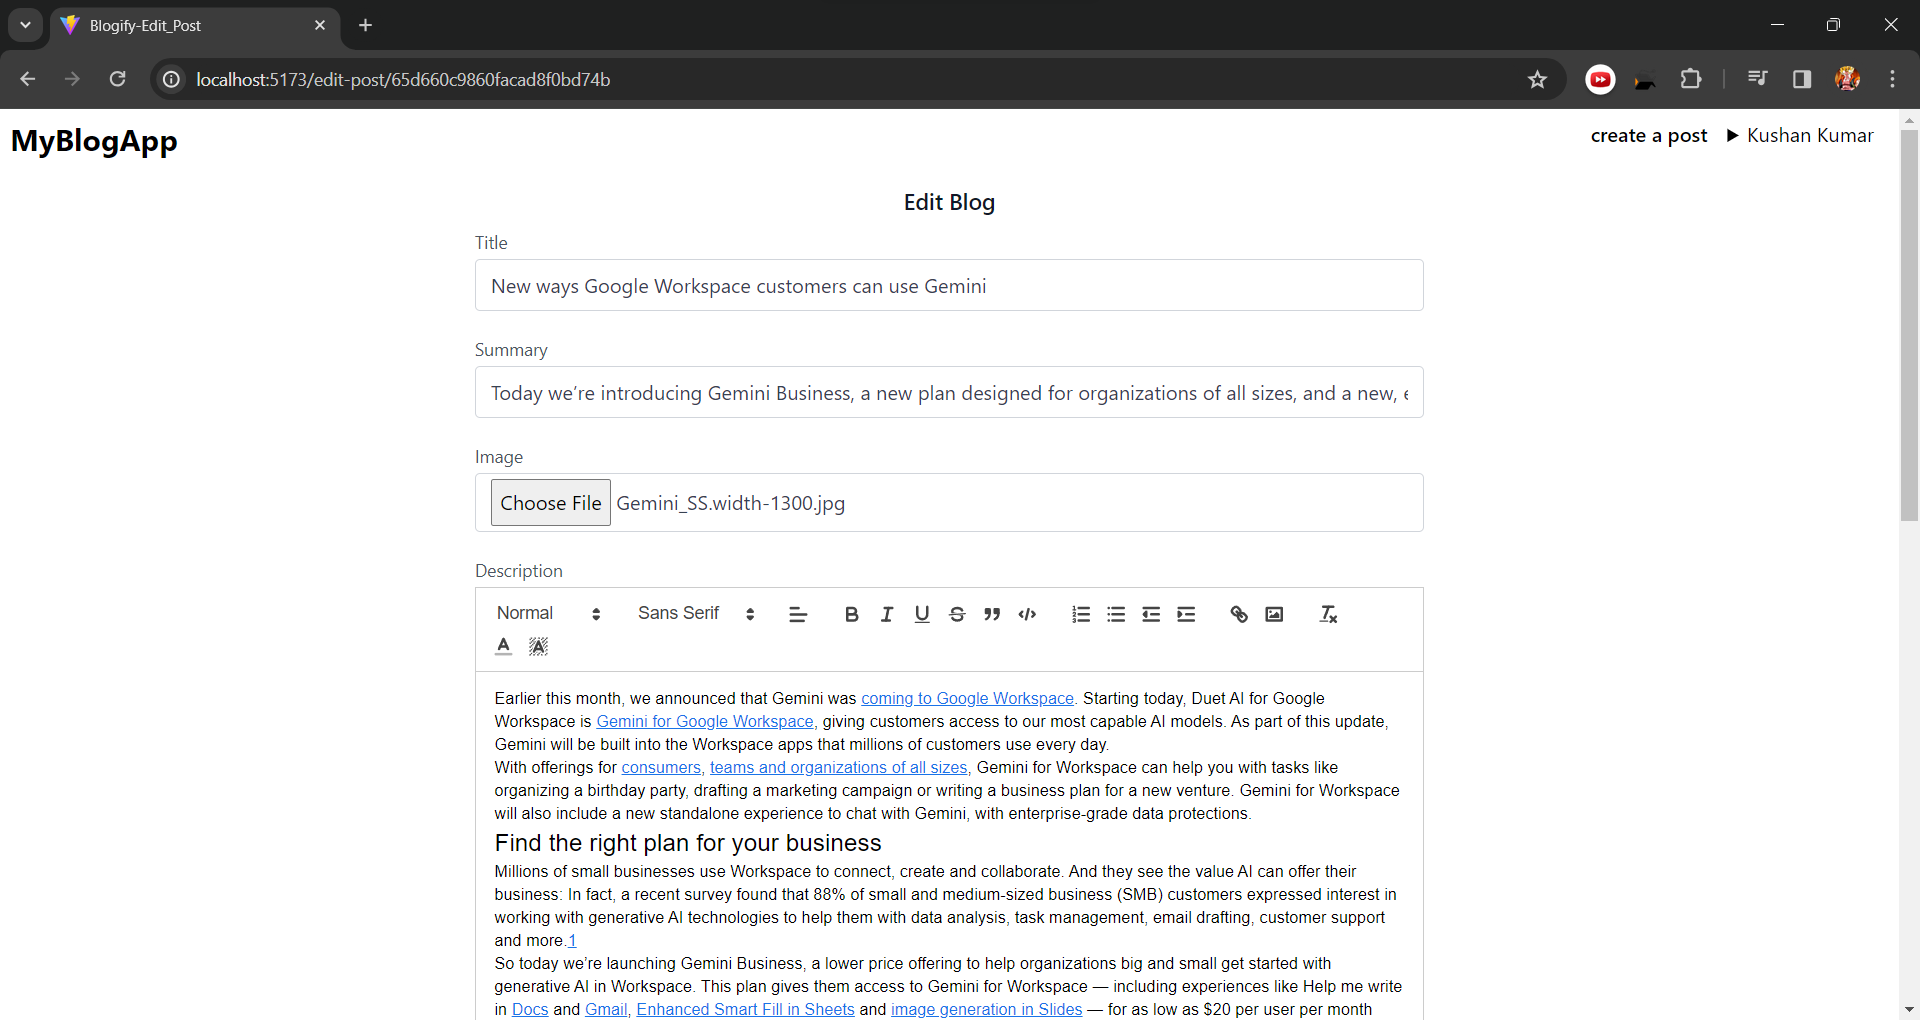 Blogify-Edit_Post
localhost:5173/edit-post/65d660c9860facad8f0bd74b
MyBlogApp
create a post
Kushan Kumar
Edit Blog
Title
New ways Google Workspace customers can use Gemini
Summary
Today we’re introducing Gemini Business, a new plan designed for organizations of all sizes, and a new,
Image
Choose File Gemini_SS.width-1300.jpg
Description
Normal Sans Serif
Earlier this month, we announced that Gemini was coming to Google Workspace. Starting today, Duet AI for Google
Workspace is Gemini for Google Workspace, giving customers access to our most capable AI models. As part of this update,
Gemini will be built into the Workspace apps that millions of customers use every day.
With offerings for consumers, teams and organizations of all sizes, Gemini for Workspace can help you with tasks like
organizing a birthday party, drafting a marketing campaign or writing a business plan for a new venture. Gemini for Workspace
will also include a new standalone experience to chat with Gemini, with enterprise-grade data protections.
Find the right plan for your business
Millions of small businesses use Workspace to connect, create and collaborate. And they see the value AI can offer their
business: In fact, a recent survey found that 88% of small and medium-sized business (SMB) customers expressed interest in
working with generative AI technologies to help them with data analysis, task management, email drafting, customer support
and more.1
So today we’re launching Gemini Business, a lower price offering to help organizations big and small get started with
generative AI in Workspace. This plan gives them access to Gemini for Workspace — including experiences like Help me write
in Docs and Gmail, Enhanced Smart Fill in Sheets and image generation in Slides — for as low as $20 per user per month